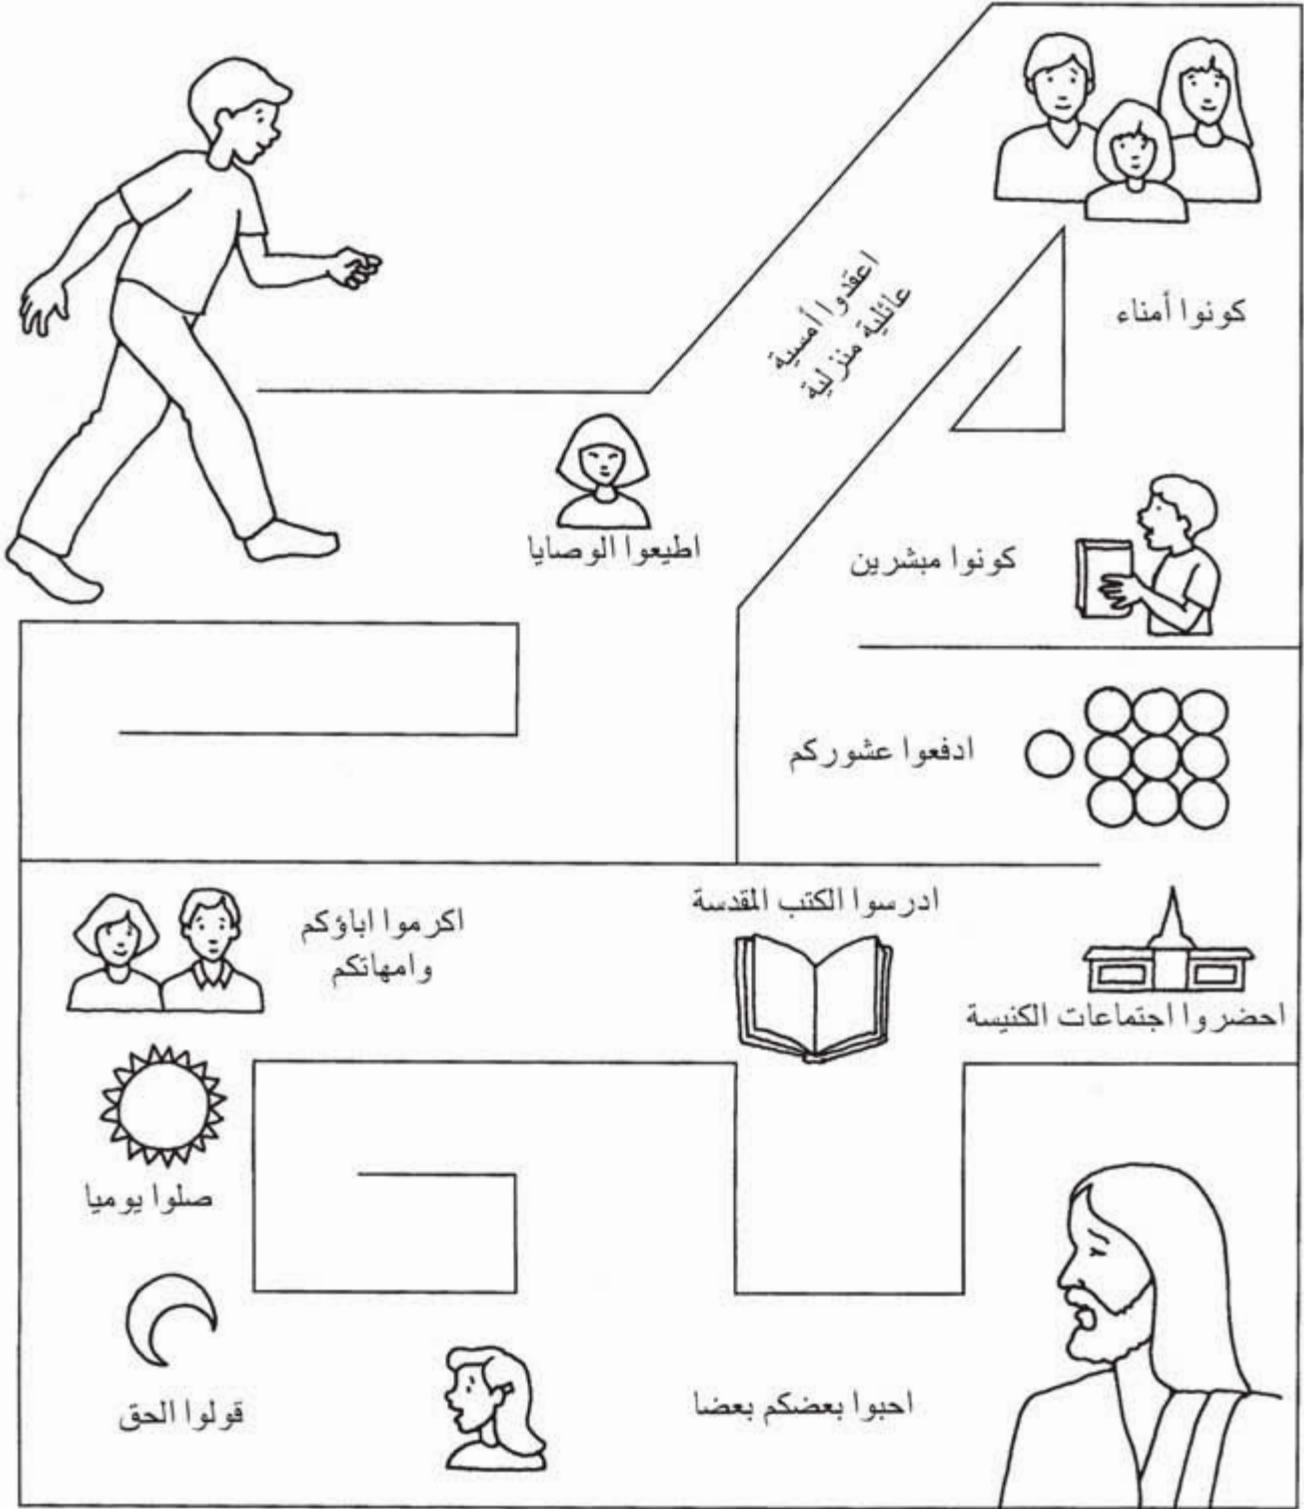 اعقدوا أمسية
عائلية منزلية
كونوا أمناء
اطيعوا الوصايا
كونوا مبشرين
ادفعوا عشوركم
ادرسوا الكتب المقدسة
اكرموا اباؤكم
وامهاتكم
احضروا اجتماعات الكنيسة
صلوا يوميا
قولوا الحق
احبوا بعضكم بعضا